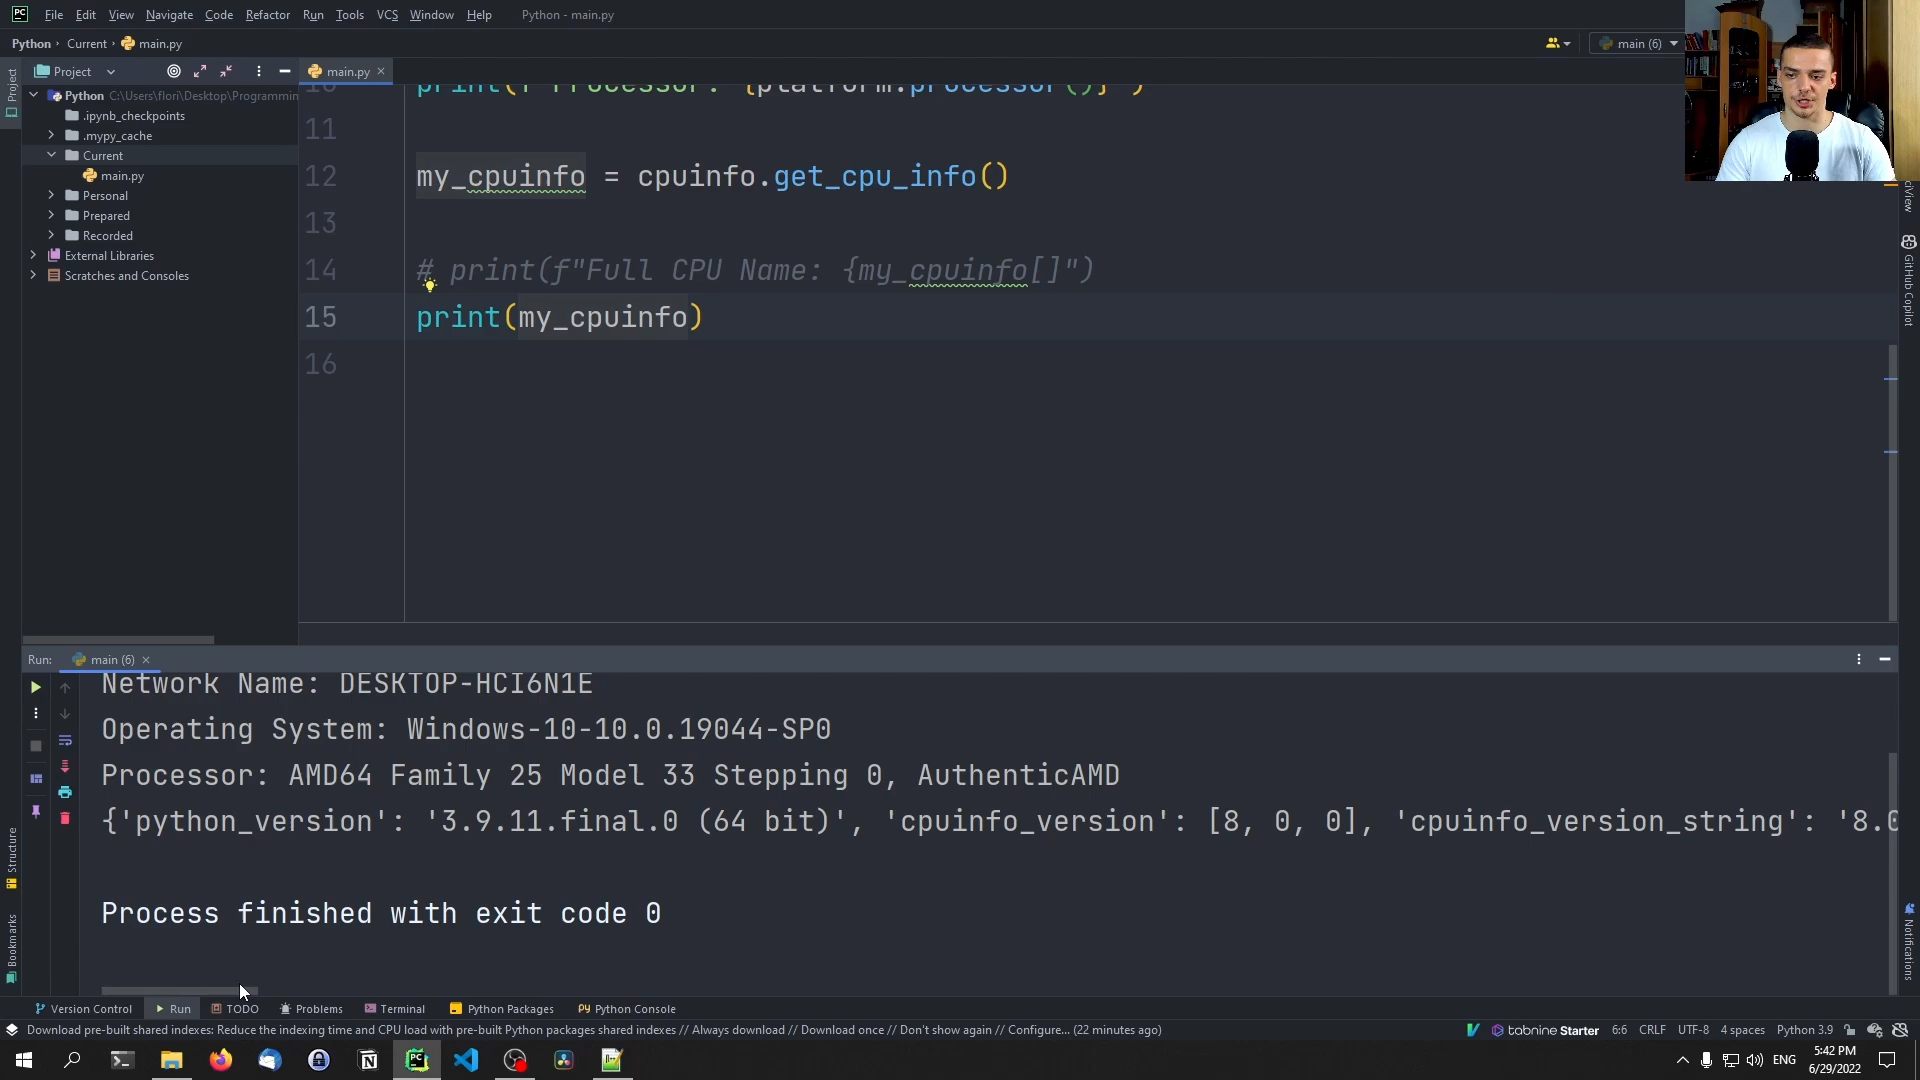 PC File Edit View Navigate Code Refactor Run Tools VCS Window Help Python - main.py
Python › Current › main.py
main (6)
Project
main.py
Python C:\Users\flori\Desktop\Programmin
.ipynb_checkpoints
.mypy_cache
Current
main.py
Personal
Prepared
Recorded
External Libraries
Scratches and Consoles
Project
10 print(f"Processor: {platform.processor()}")
11
12 my_cpuinfo = cpuinfo.get_cpu_info()
13
14 # print(f"Full CPU Name: {my_cpuinfo[]}")
15 print(my_cpuinfo)
16
GitHub Copilot
Notifications
Run: main (6)
Network Name: DESKTOP-HCI6N1E
Operating System: Windows-10-10.0.19044-SP0
Processor: AMD64 Family 25 Model 33 Stepping 0, AuthenticAMD
{'python_version': '3.9.11.final.0 (64 bit)', 'cpuinfo_version': [8, 0, 0], 'cpuinfo_version_string': '8.0
Process finished with exit code 0
Structure
Bookmarks
Version Control Run TODO Problems Terminal Python Packages Python Console
Download pre-built shared indexes: Reduce the indexing time and CPU load with pre-built Python packages shared indexes // Always download // Download once // Don't show again // Configure... (22 minutes ago)
tabnine Starter 6:6 CRLF UTF-8 4 spaces Python 3.9
ENG 5:42 PM
6/29/2022